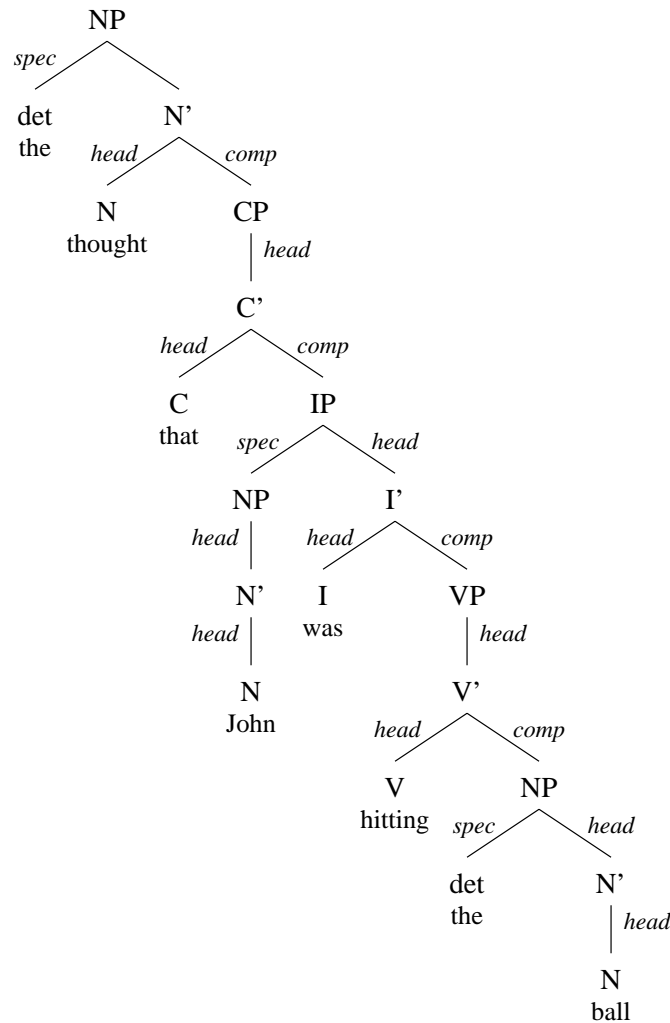 NP
spec
det N’
the
head comp
N CP
thought
head
C’
head comp
C IP
that
spec head
NP I’
head head comp
N’ I VP
was
head head
N V’
John
head comp
V NP
hitting
spec head
det N’
the
head
N
ball